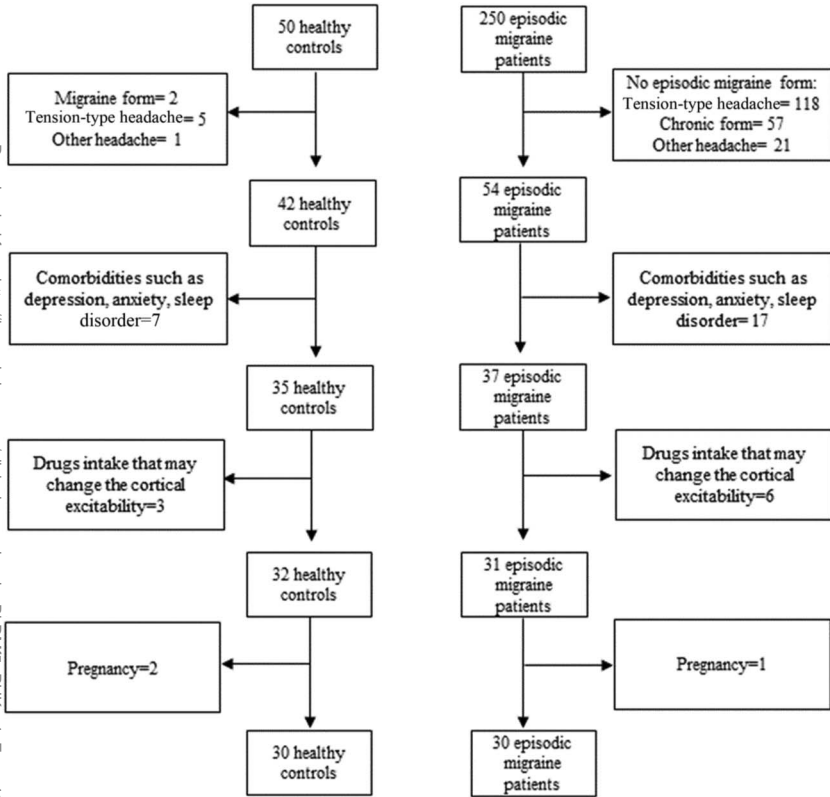 50 healthy
controls
250 episodic
migraine
patients
Migraine form= 2
Tension-type headache= 5
Other headache= 1
No episodic migraine form:
Tension-type headache= 118
Chronic form= 57
Other headache= 21
42 healthy
controls
54 episodic
migraine
patients
Comorbidities such as
depression, anxiety, sleep
disorder=7
Comorbidities such as
depression, anxiety, sleep
disorder= 17
35 healthy
controls
37 episodic
migraine
patients
Drugs intake that may
change the cortical
excitability=3
Drugs intake that may
change the cortical
excitability=6
32 healthy
controls
31 episodic
migraine
patients
Pregnancy=2
Pregnancy=1
30 healthy
controls
30 episodic
migraine
patients